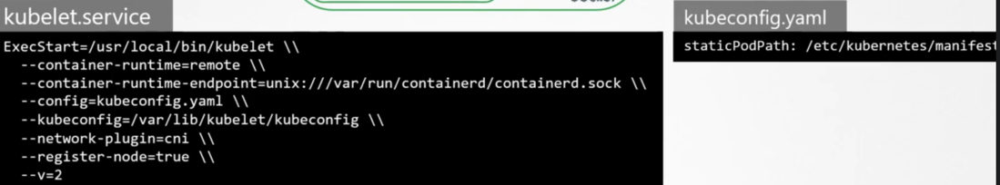 kubelet.service
ExecStart=/usr/local/bin/kubelet \\
--container-runtime=remote \\
--container-runtime-endpoint=unix:///var/run/containerd/containerd.sock \\
--config=kubeconfig.yaml \\
--kubeconfig=/var/lib/kubelet/kubeconfig \\
--network-plugin=cni \\
--register-node=true \\
--v=2
kubeconfig.yaml
staticPodPath: /etc/kubernetes/manifest